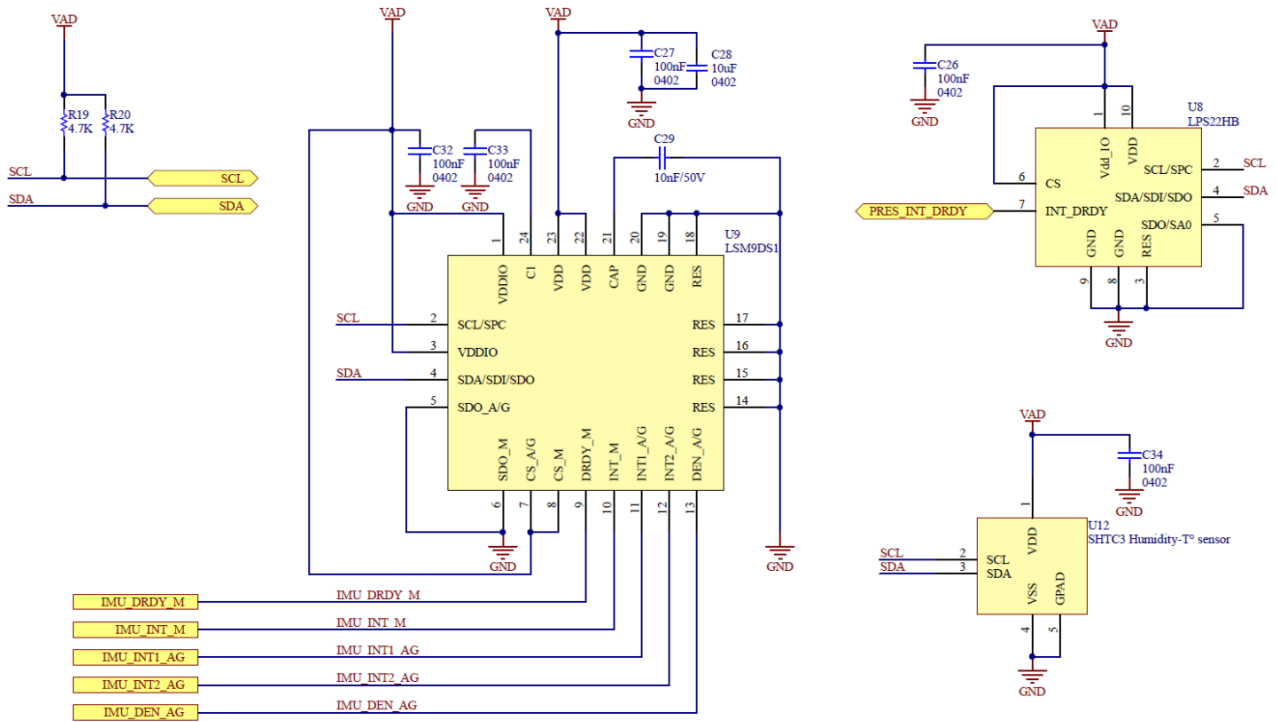 VAD
R19
4.7K
R20
4.7K
SCL
SCL
SDA
SDA
VAD
C32
100nF
0402
GND
C33
100nF
0402
GND
VAD
C27
100nF
0402
C28
10uF
0402
GND
C29
10nF/50V
U9
LSM9DS1
1
24
23
22
21
20
19
18
VDDIO
C1
VDD
VDD
CAP
GND
GND
RES
SCL
2
SCL/SPC
3
VDDIO
SDA
4
SDA/SDI/SDO
5
SDO_A/G
RES
17
RES
16
RES
15
RES
14
SDO_M
CS_A/G
CS_M
DRDY_M
INT_M
INT1_A/G
INT2_A/G
DEN_A/G
6
7
8
9
10
11
12
13
GND
GND
IMU_DRDY_M
IMU_DRDY_M
IMU_INT_M
IMU_INT_M
IMU_INT1_AG
IMU_INT1_AG
IMU_INT2_AG
IMU_INT2_AG
IMU_DEN_AG
IMU_DEN_AG
VAD
C26
100nF
0402
GND
U8
LPS22HB
1
10
Vdd_IO
VDD
6
CS
PRES_INT_DRDY
7
INT_DRDY
SCL/SPC
2
SCL
SDA/SDI/SDO
4
SDA
SDO/SA0
5
GND
GND
RES
9
8
3
GND
VAD
C34
100nF
0402
GND
U12
SHTC3 Humidity-T° sensor
1
VDD
SCL
2
SCL
SDA
3
SDA
VSS
GPAD
4
5
GND